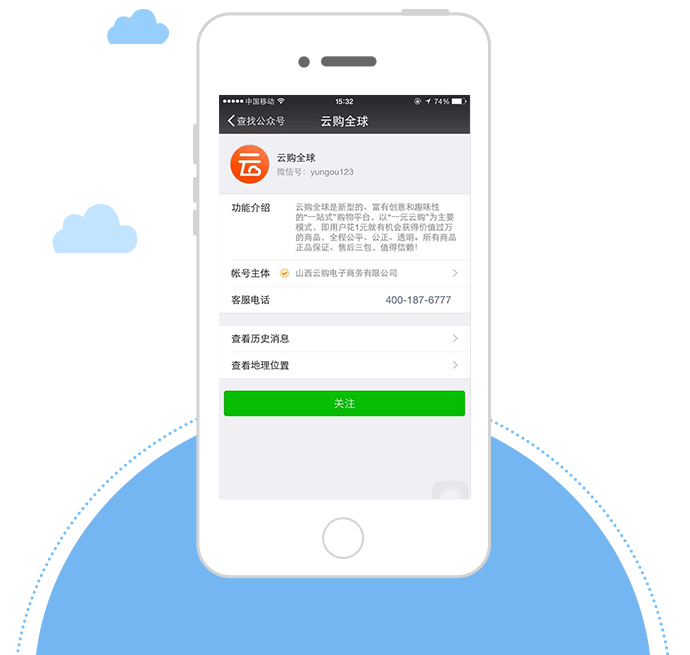 中国移动 15:32 74%
查找公众号 云购全球
云 云购全球
微信号：yungou123
功能介绍 云购全球是新型的、富有创意和趣味性
的“一站式”购物平台，以“一元云购”为主要
模式，即用户花1元就有机会获得价值过万
的商品，全程公平、公正、透明。所有商品
正品保证、售后三包，值得信赖！
帐号主体 山西云购电子商务有限公司
客服电话 400-187-6777
查看历史消息
查看地理位置
关注